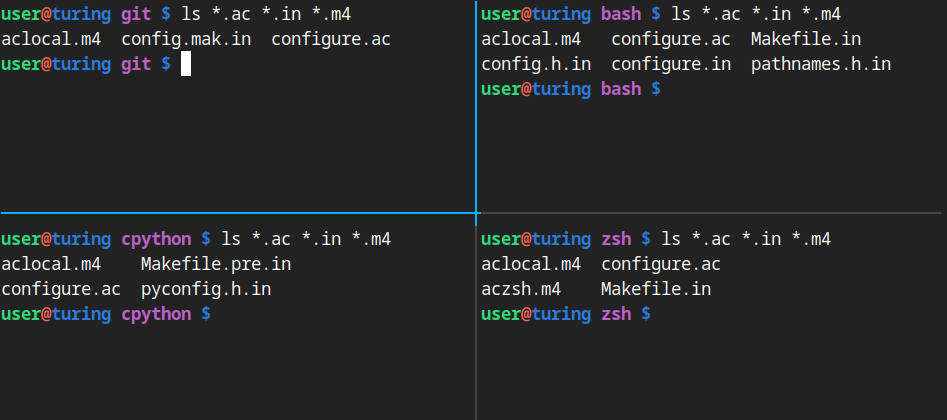 user@turing git $ ls *.ac *.in *.m4
aclocal.m4  config.mak.in  configure.ac
user@turing git $
user@turing bash $ ls *.ac *.in *.m4
aclocal.m4   configure.ac  Makefile.in
config.h.in  configure.in  pathnames.h.in
user@turing bash $
user@turing cpython $ ls *.ac *.in *.m4
aclocal.m4    Makefile.pre.in
configure.ac  pyconfig.h.in
user@turing cpython $
user@turing zsh $ ls *.ac *.in *.m4
aclocal.m4  configure.ac
aczsh.m4    Makefile.in
user@turing zsh $